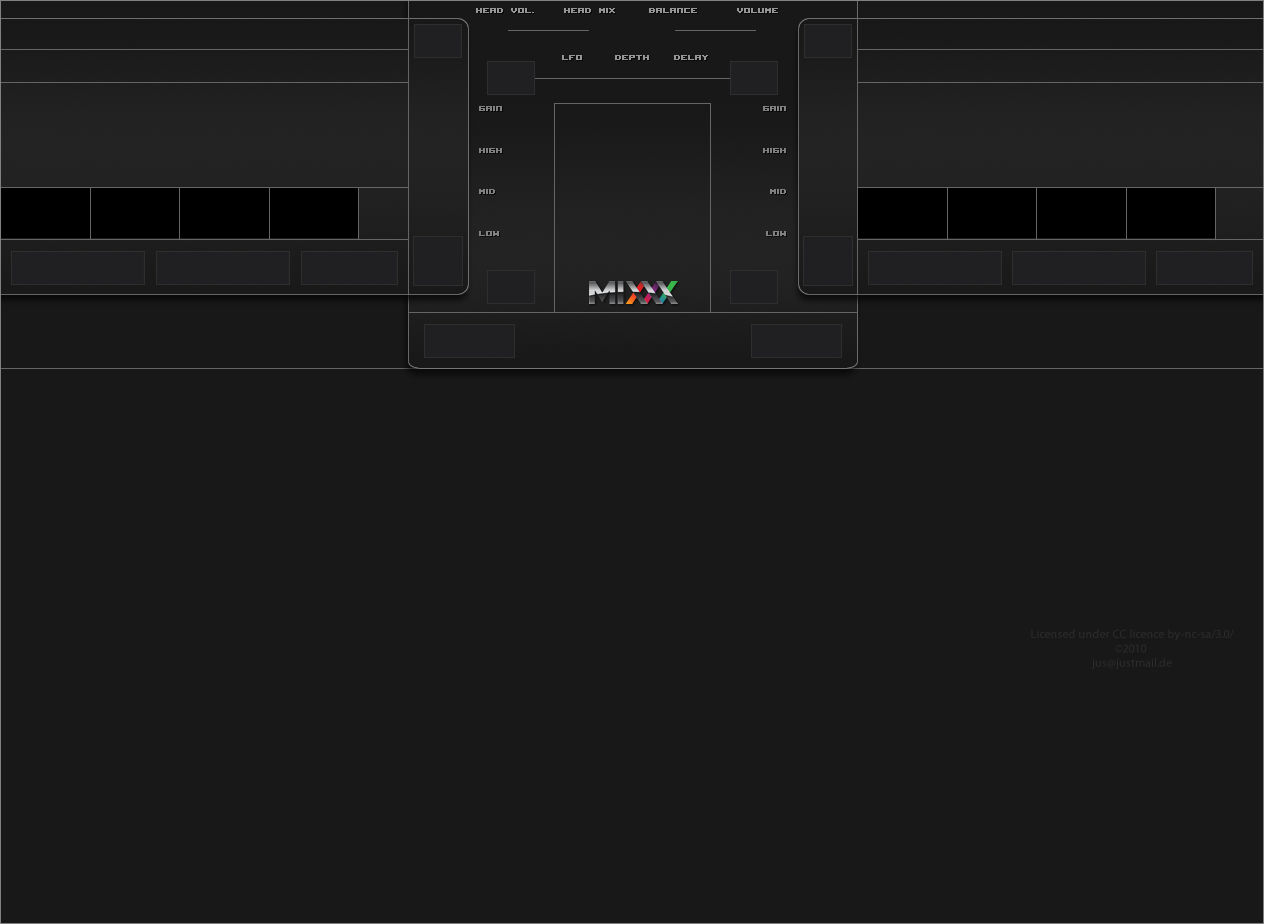 HEAD VOL. HEAD MIX BALANCE VOLUME
LFO DEPTH DELAY
GAIN GAIN
HIGH HIGH
MID MID
LOW LOW
MIXXX
Licensed under CC licence by-nc-sa/3.0/
©2010
jus@justmail.de